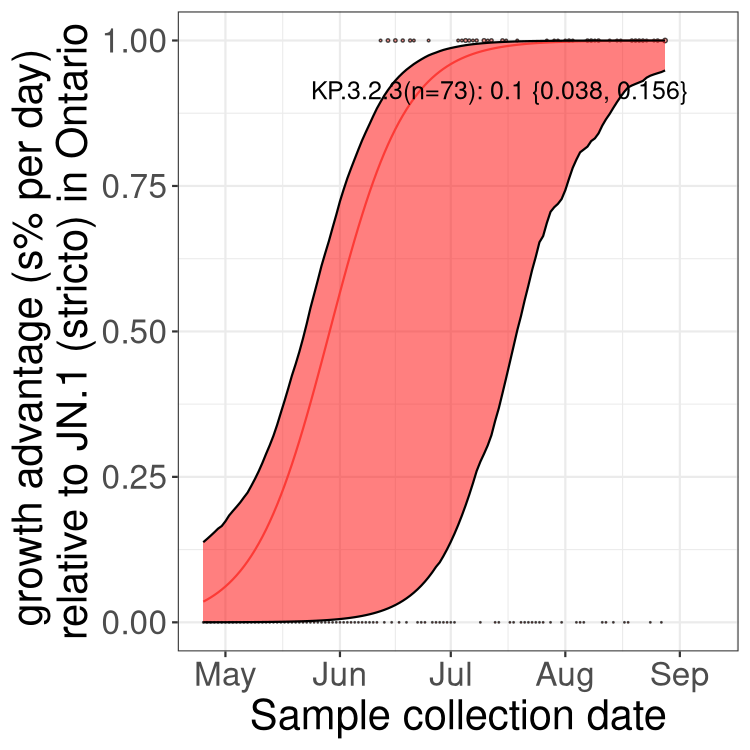 growth advantage (s% per day)
relative to JN.1 (stricto) in Ontario
1.00
0.75
0.50
0.25
0.00
KP.3.2.3(n=73): 0.1 {0.038, 0.156}
May Jun Jul Aug Sep
Sample collection date